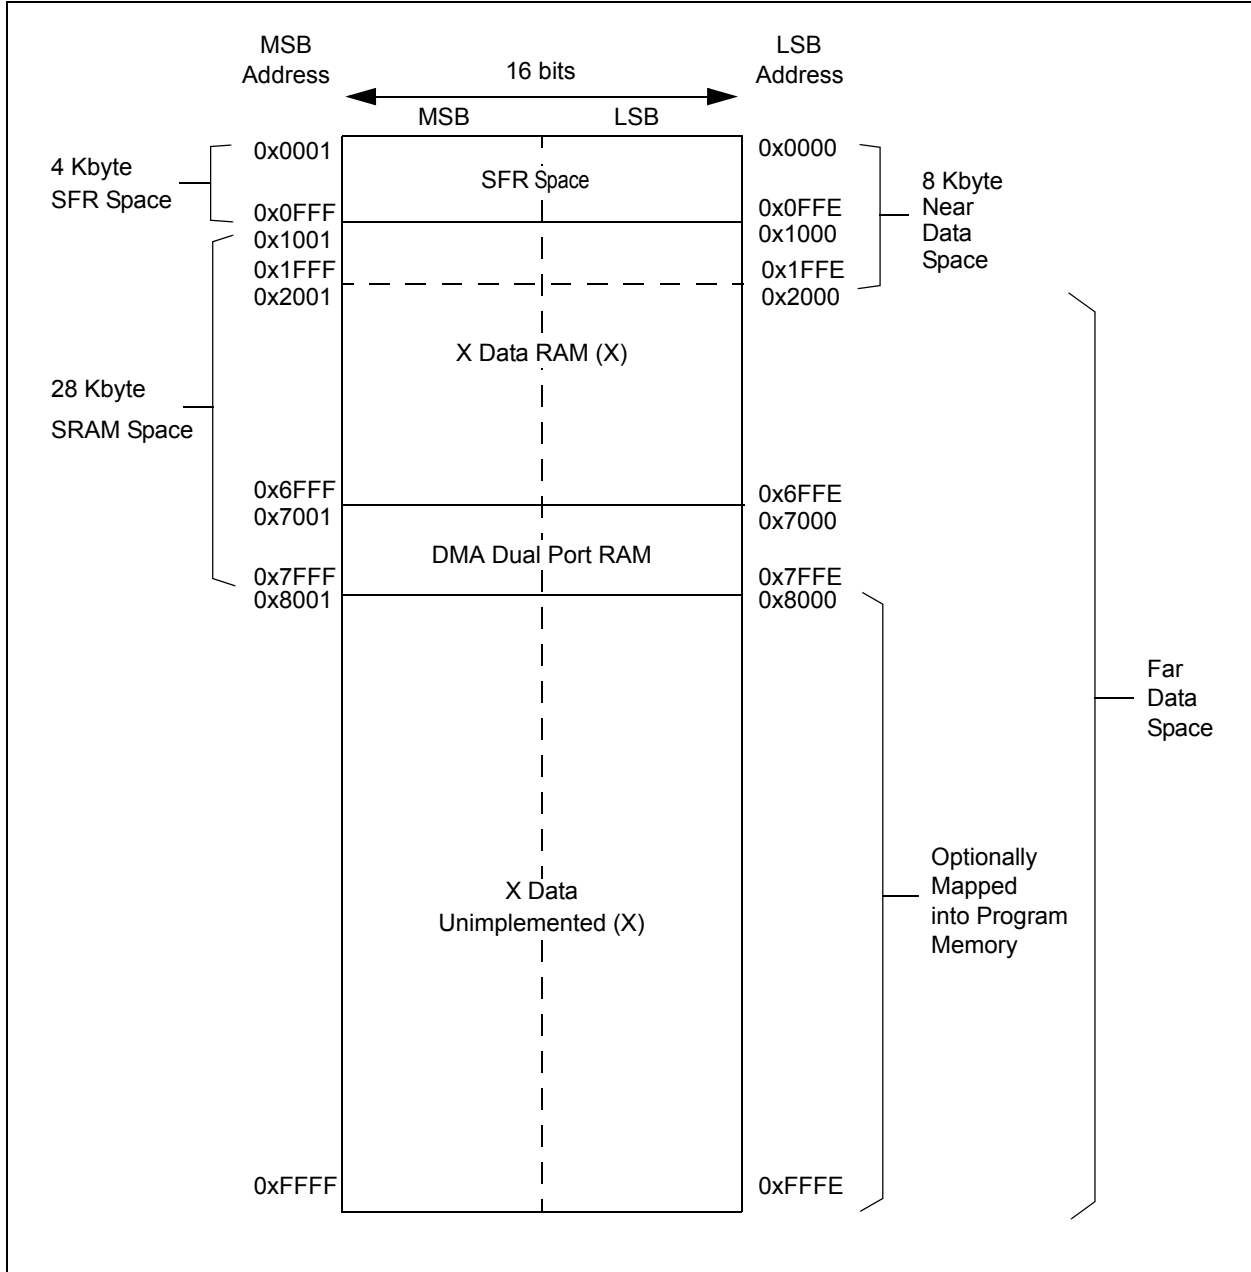 MSB
Address
LSB
Address
16 bits
MSB
LSB
4 Kbyte
SFR Space
0x0001
0x0FFF
SFR Space
0x0000
0x0FFE
8 Kbyte
Near
Data
Space
0x1001
0x1FFF
0x2001
0x1000
0x1FFE
0x2000
28 Kbyte
SRAM Space
X Data RAM (X)
0x6FFF
0x7001
0x6FFE
0x7000
DMA Dual Port RAM
0x7FFF
0x8001
0x7FFE
0x8000
Far
Data
Space
X Data
Unimplemented (X)
Optionally
Mapped
into Program
Memory
0xFFFF
0xFFFE